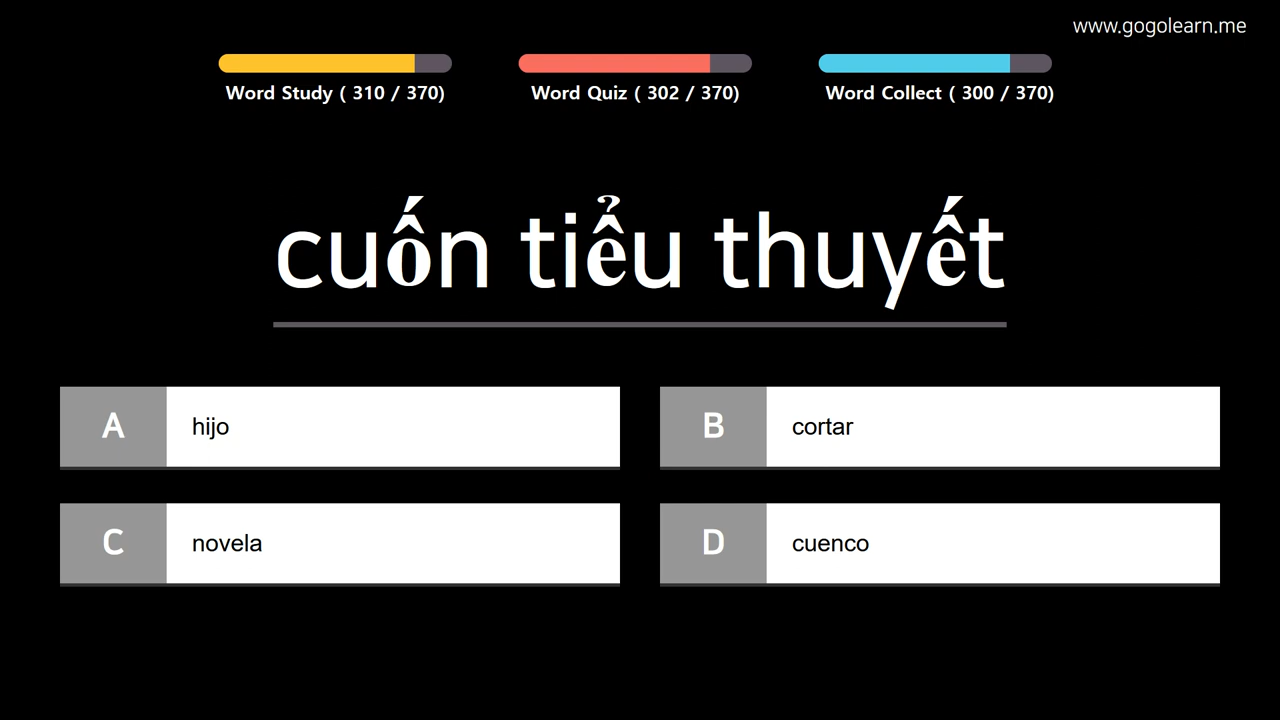 www.gogolearn.me
Word Study ( 310 / 370)
Word Quiz ( 302 / 370)
Word Collect ( 300 / 370)
cuốn tiểu thuyết
A hijo
B cortar
C novela
D cuenco